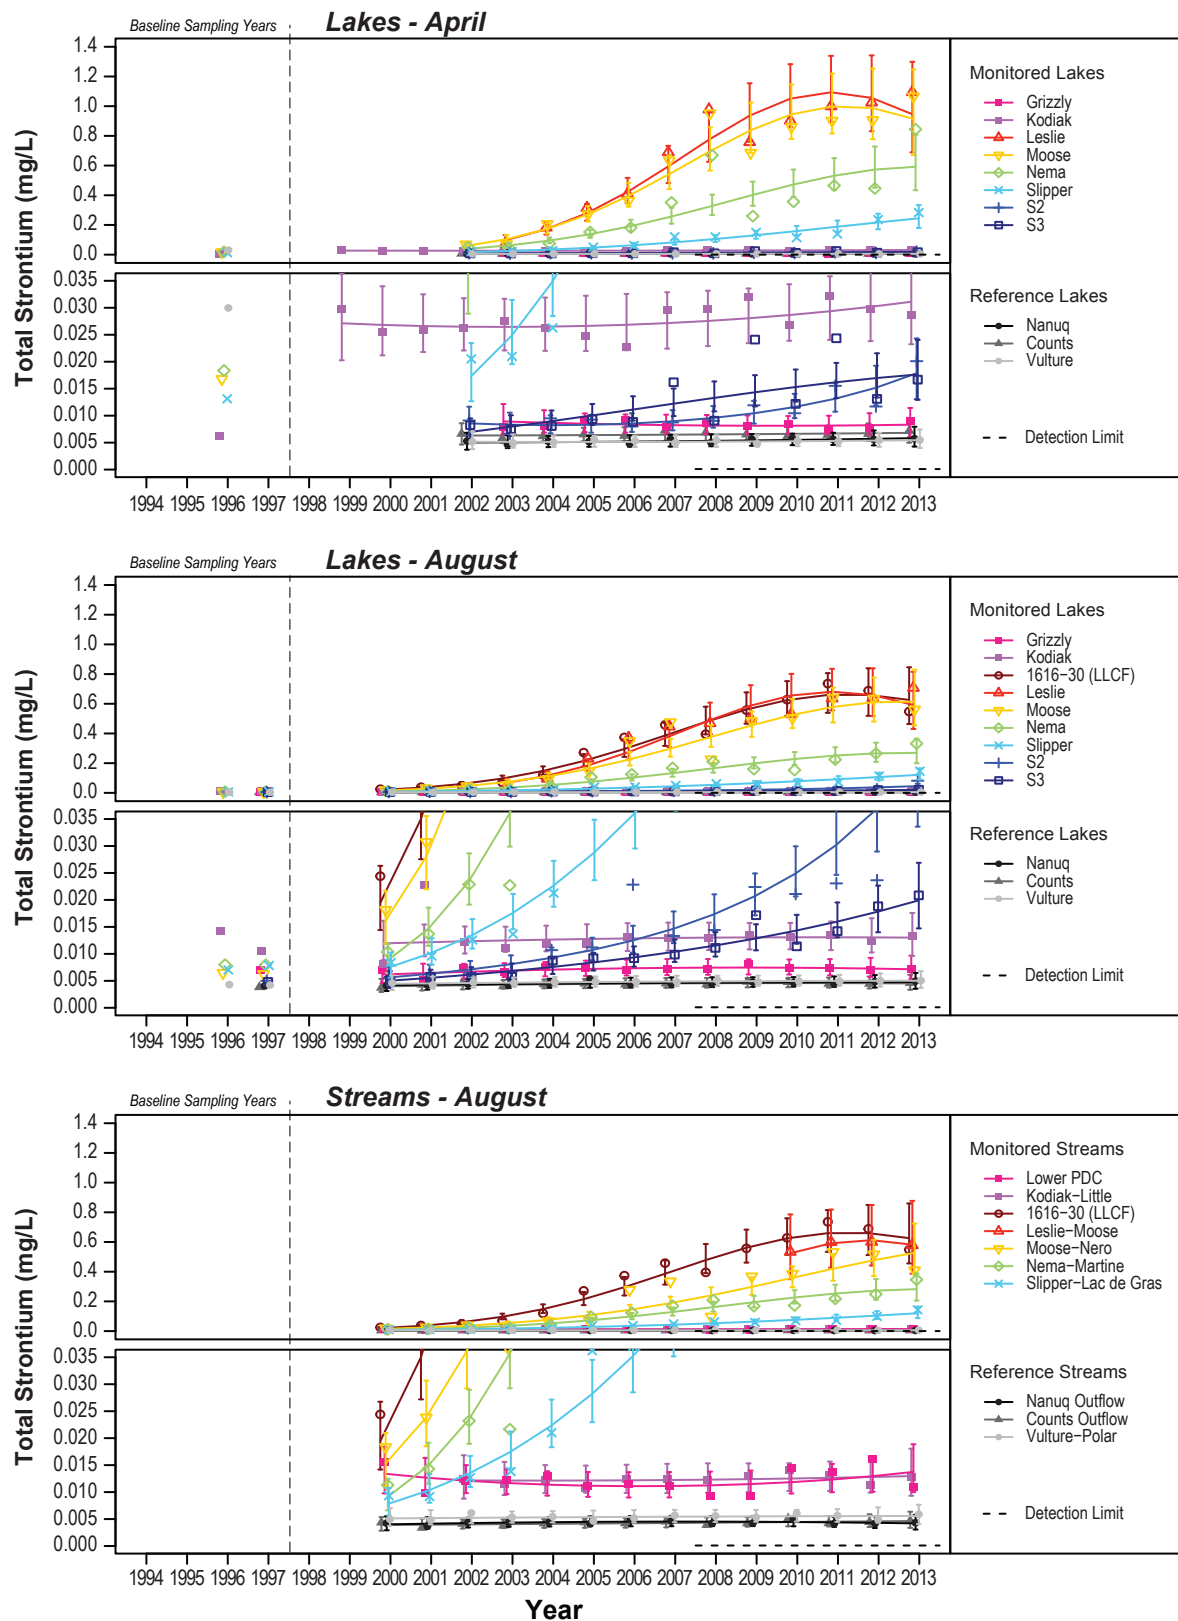 Baseline Sampling Years
Lakes - April
Total Strontium (mg/L)
1.4
1.2
1.0
0.8
0.6
0.4
0.2
0.0
0.035
0.030
0.025
0.020
0.015
0.010
0.005
0.000
1994 1995 1996 1997 1998 1999 2000 2001 2002 2003 2004 2005 2006 2007 2008 2009 2010 2011 2012 2013
Monitored Lakes
Grizzly
Kodiak
Leslie
Moose
Nema
Slipper
S2
S3
Reference Lakes
Nanuq
Counts
Vulture
Detection Limit
Baseline Sampling Years
Lakes - August
Total Strontium (mg/L)
1.4
1.2
1.0
0.8
0.6
0.4
0.2
0.0
0.035
0.030
0.025
0.020
0.015
0.010
0.005
0.000
1994 1995 1996 1997 1998 1999 2000 2001 2002 2003 2004 2005 2006 2007 2008 2009 2010 2011 2012 2013
Monitored Lakes
Grizzly
Kodiak
1616−30 (LLCF)
Leslie
Moose
Nema
Slipper
S2
S3
Reference Lakes
Nanuq
Counts
Vulture
Detection Limit
Baseline Sampling Years
Streams - August
Total Strontium (mg/L)
1.4
1.2
1.0
0.8
0.6
0.4
0.2
0.0
0.035
0.030
0.025
0.020
0.015
0.010
0.005
0.000
1994 1995 1996 1997 1998 1999 2000 2001 2002 2003 2004 2005 2006 2007 2008 2009 2010 2011 2012 2013
Year
Monitored Streams
Lower PDC
Kodiak−Little
1616−30 (LLCF)
Leslie−Moose
Moose−Nero
Nema−Martine
Slipper−Lac de Gras
Reference Streams
Nanuq Outflow
Counts Outflow
Vulture−Polar
Detection Limit